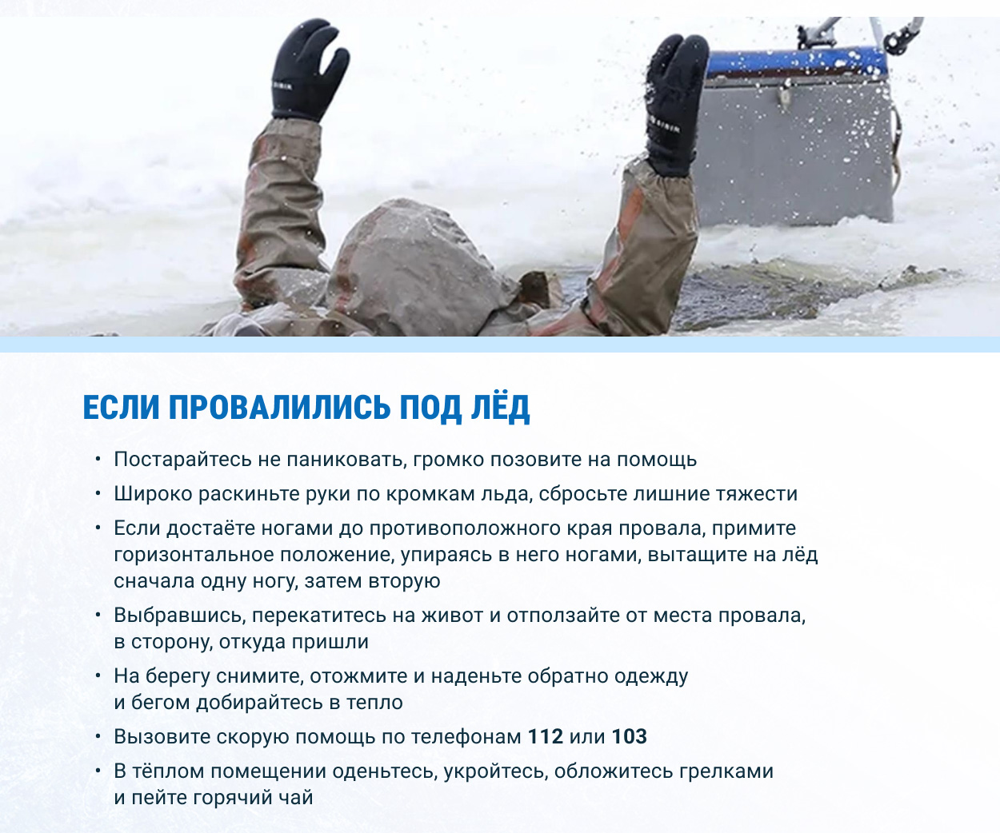 ЕСЛИ ПРОВАЛИЛИСЬ ПОД ЛЁД
• Постарайтесь не паниковать, громко позовите на помощь
• Широко раскиньте руки по кромкам льда, сбросьте лишние тяжести
• Если достаёте ногами до противоположного края провала, примите
горизонтальное положение, упираясь в него ногами, вытащите на лёд
сначала одну ногу, затем вторую
• Выбравшись, перекатитесь на живот и отползайте от места провала,
в сторону, откуда пришли
• На берегу снимите, отожмите и наденьте обратно одежду
и бегом добирайтесь в тепло
• Вызовите скорую помощь по телефонам 112 или 103
• В тёплом помещении оденьтесь, укройтесь, обложитесь грелками
и пейте горячий чай